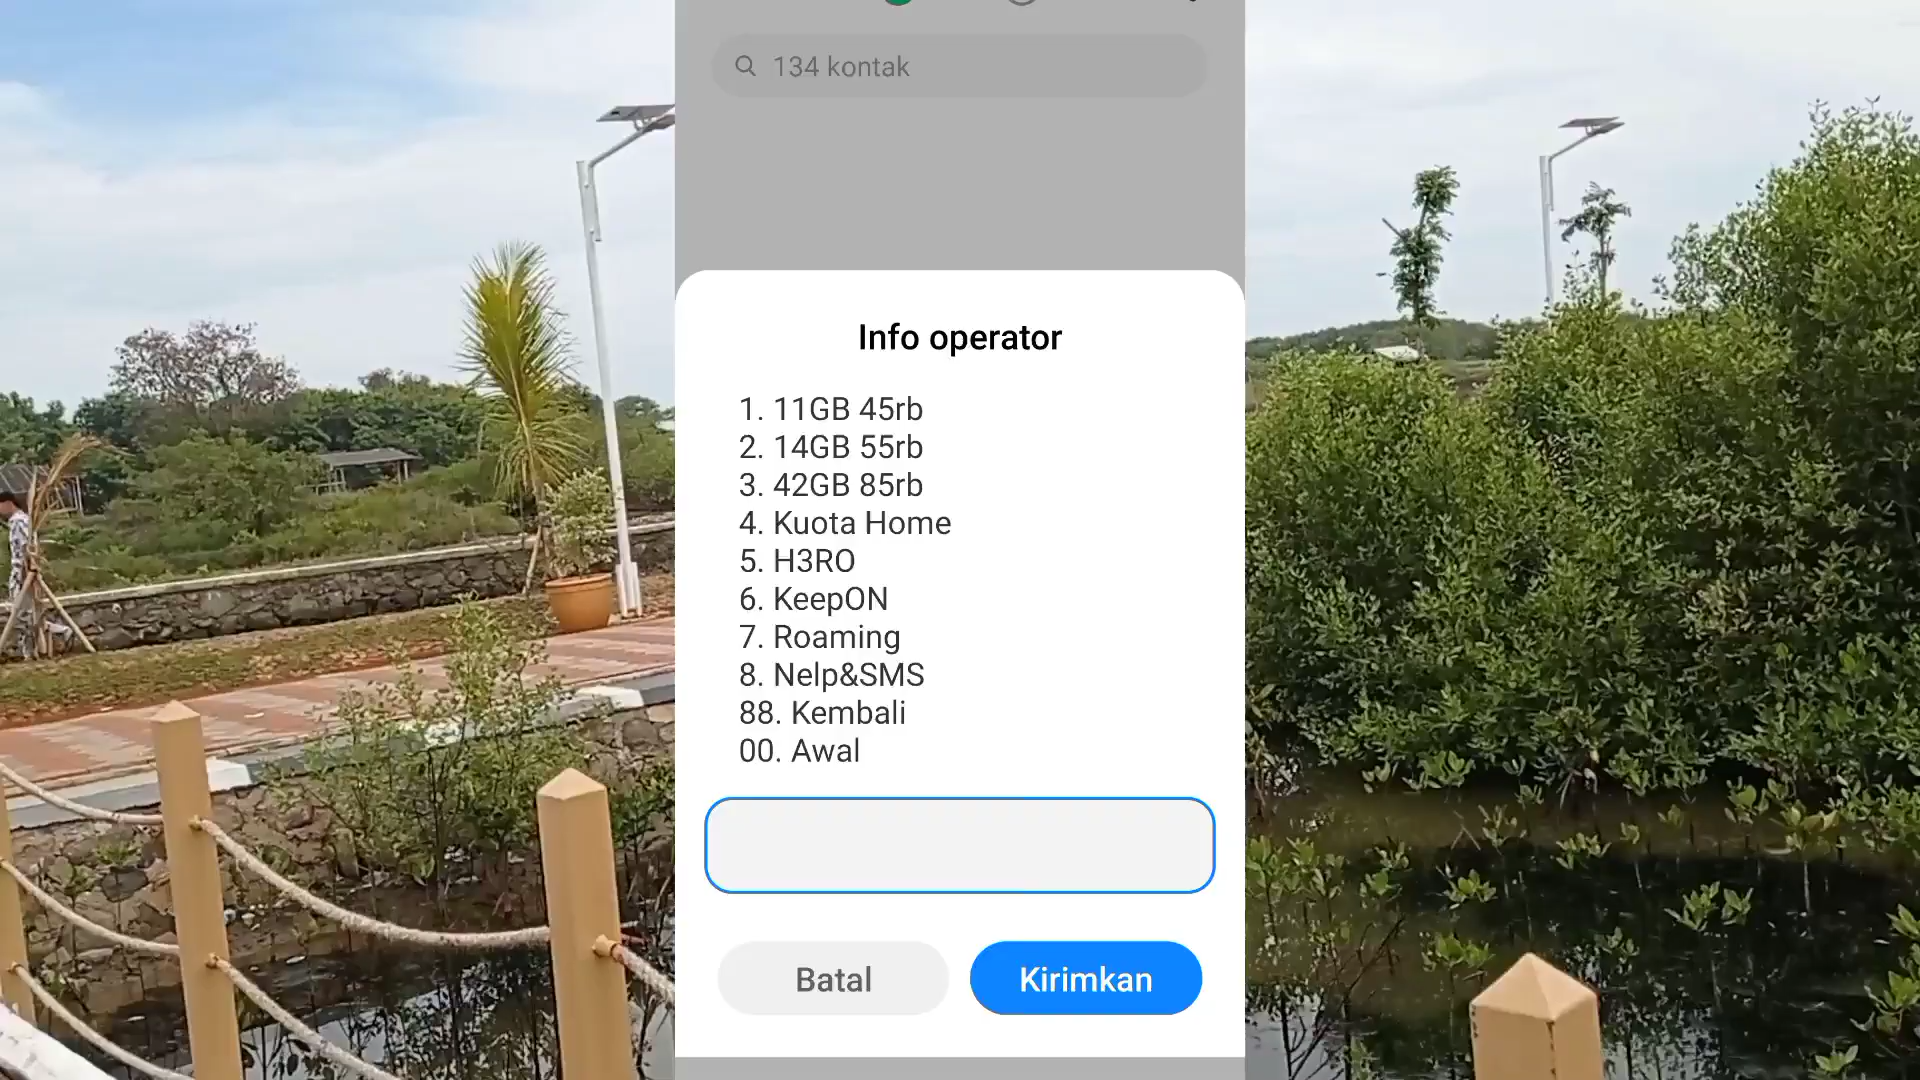 134 kontak
Info operator
1. 11GB 45rb
2. 14GB 55rb
3. 42GB 85rb
4. Kuota Home
5. H3RO
6. KeepON
7. Roaming
8. Nelp&SMS
88. Kembali
00. Awal
Batal
Kirimkan